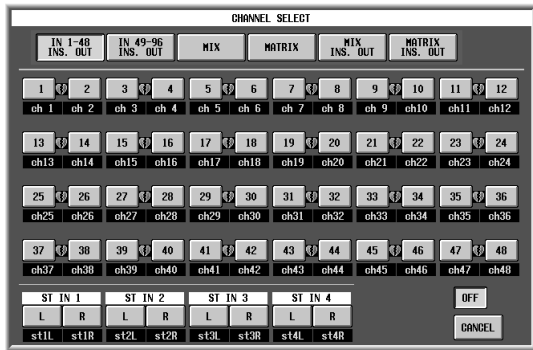 CHANNEL SELECT
IN 1-48 IN 49-96 MIX MATRIX MIX MATRIX
INS. OUT INS. OUT INS. OUT INS. OUT
1 2 3 4 5 6 7 8 9 10 11 12
ch 1 ch 2 ch 3 ch 4 ch 5 ch 6 ch 7 ch 8 ch 9 ch10 ch11 ch12
13 14 15 16 17 18 19 20 21 22 23 24
ch13 ch14 ch15 ch16 ch17 ch18 ch19 ch20 ch21 ch22 ch23 ch24
25 26 27 28 29 30 31 32 33 34 35 36
ch25 ch26 ch27 ch28 ch29 ch30 ch31 ch32 ch33 ch34 ch35 ch36
37 38 39 40 41 42 43 44 45 46 47 48
ch37 ch38 ch39 ch40 ch41 ch42 ch43 ch44 ch45 ch46 ch47 ch48
ST IN 1 ST IN 2 ST IN 3 ST IN 4 OFF
L R L R L R L R
st1L st1R st2L st2R st3L st3R st4L st4R
CANCEL